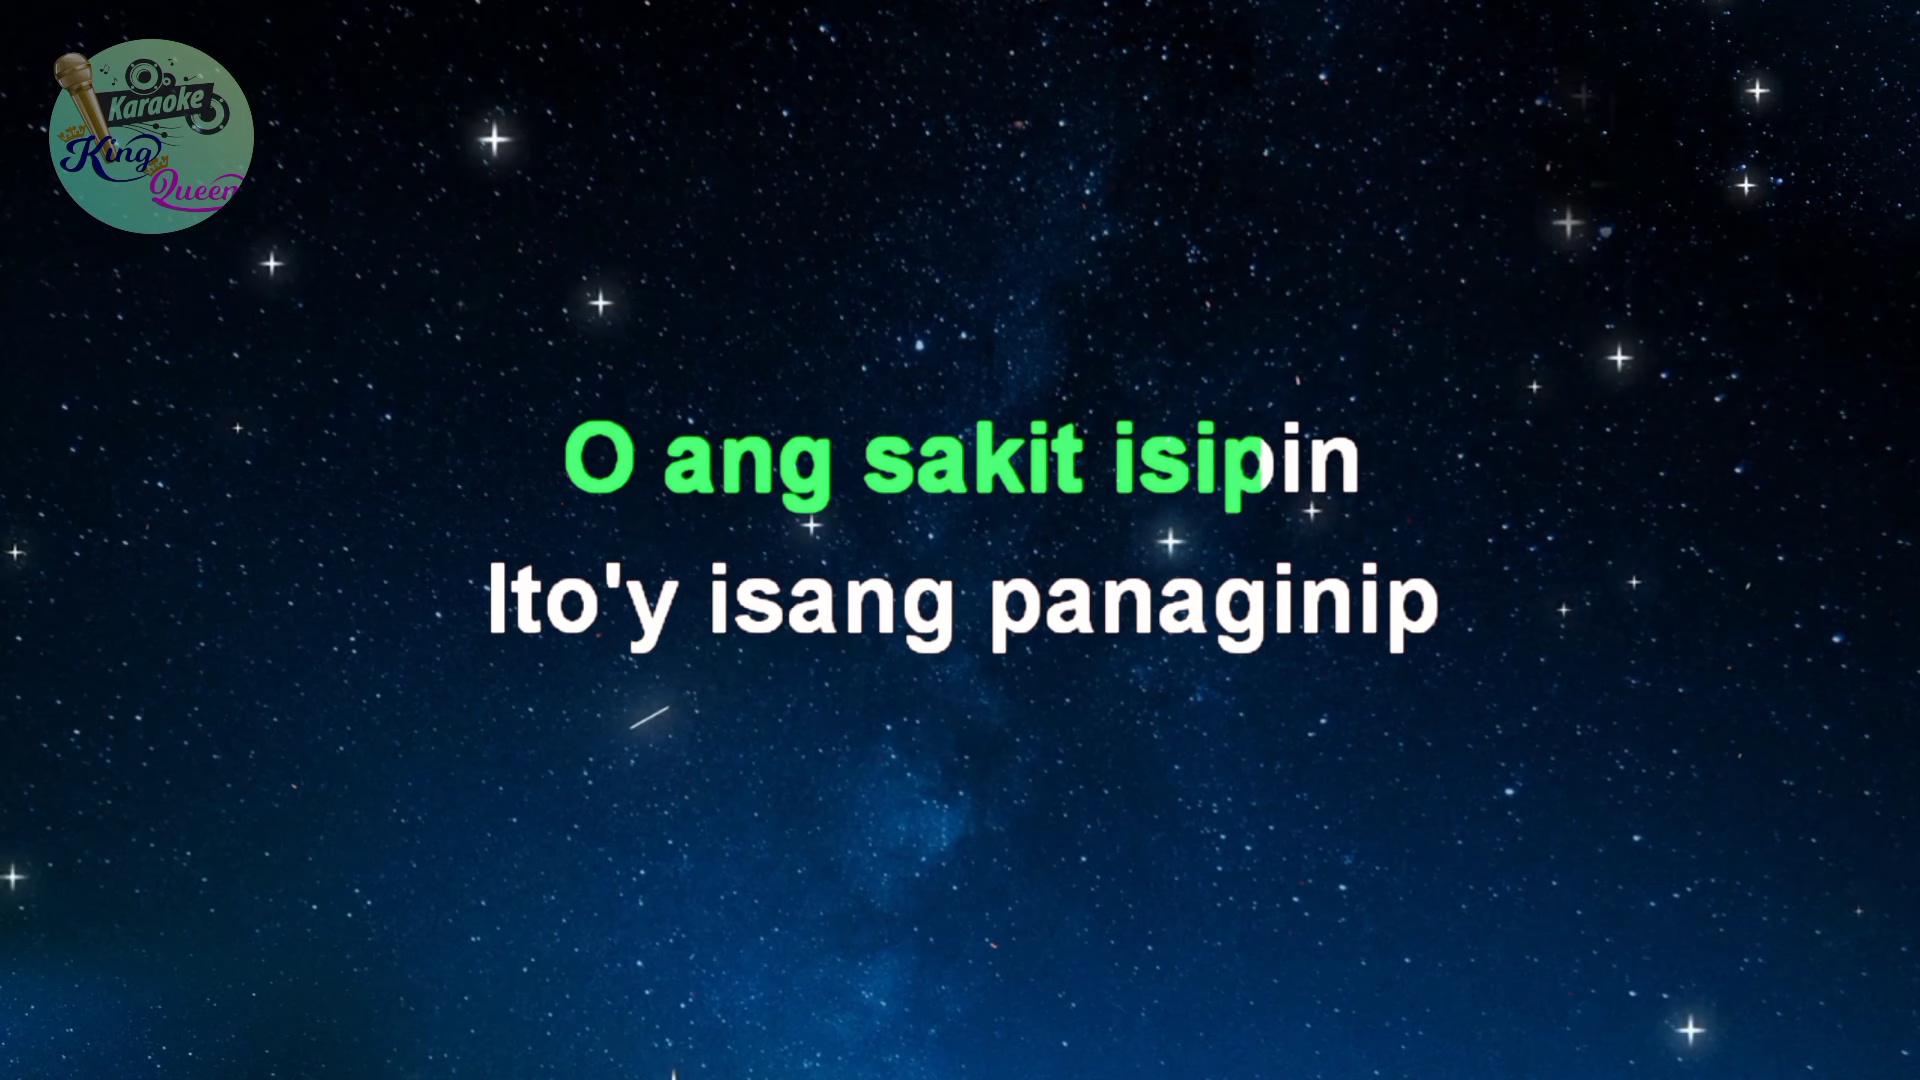 Karaoke
King
Queen
O ang sakit isipin
Ito'y isang panaginip